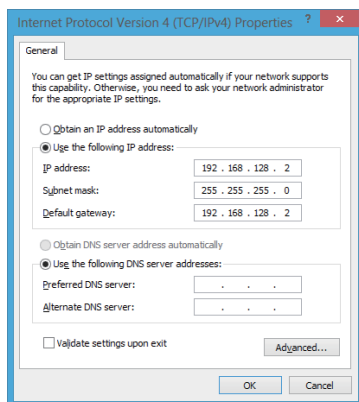 Internet Protocol Version 4 (TCP/IPv4) Properties ? ×
General
You can get IP settings assigned automatically if your network supports
this capability. Otherwise, you need to ask your network administrator
for the appropriate IP settings.
Obtain an IP address automatically
Use the following IP address:
IP address: 192 . 168 . 128 . 2
Subnet mask: 255 . 255 . 255 . 0
Default gateway: 192 . 168 . 128 . 2
Obtain DNS server address automatically
Use the following DNS server addresses:
Preferred DNS server: . . .
Alternate DNS server: . . .
Validate settings upon exit
Advanced...
OK Cancel